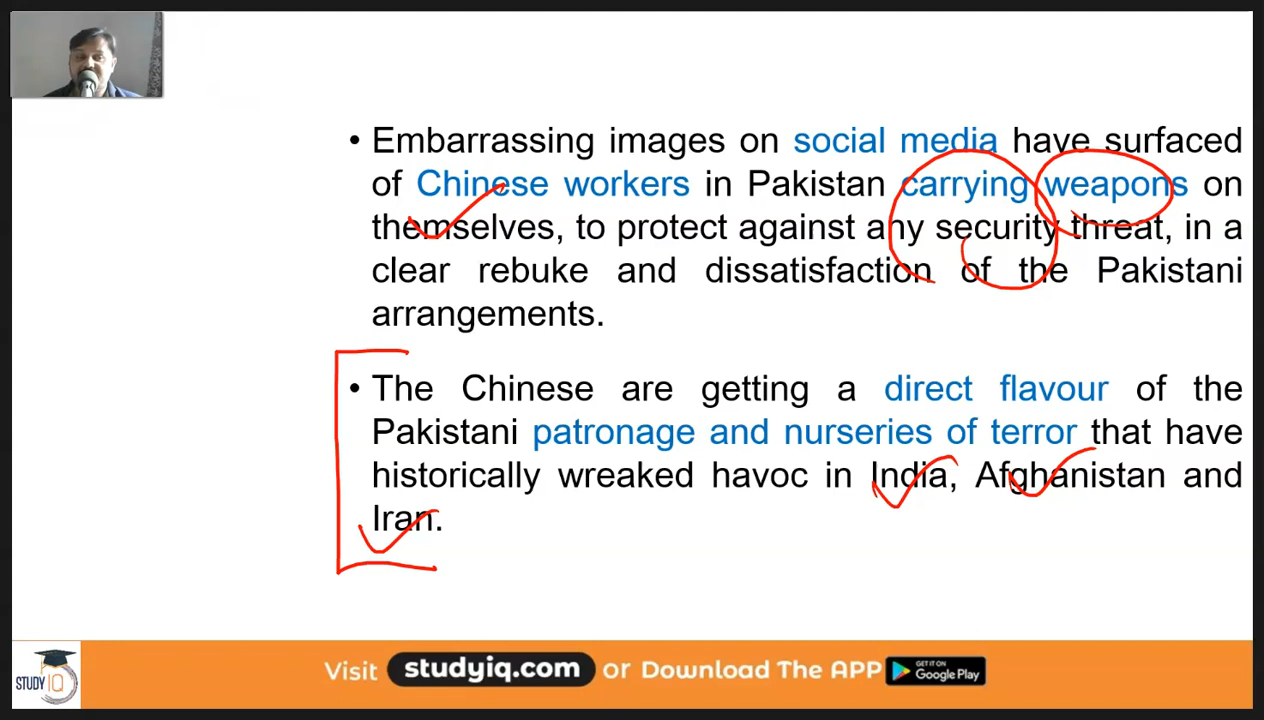 • Embarrassing images on social media have surfaced
of Chinese workers in Pakistan carrying weapons on
themselves, to protect against any security threat, in a
clear rebuke and dissatisfaction of the Pakistani
arrangements.
• The Chinese are getting a direct flavour of the
Pakistani patronage and nurseries of terror that have
historically wreaked havoc in India, Afghanistan and
Iran.
STUDY IQ
Visit studyiq.com or Download The APP GET IT ON Google Play